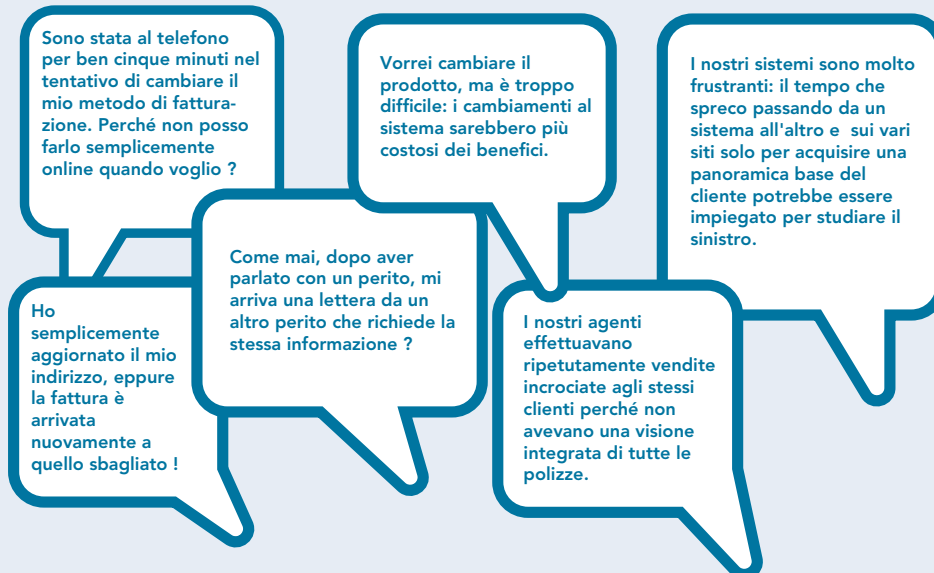 Sono stata al telefono
per ben cinque minuti nel
tentativo di cambiare il
mio metodo di fattura-
zione. Perché non posso
farlo semplicemente
online quando voglio ?
Vorrei cambiare il
prodotto, ma è troppo
difficile: i cambiamenti al
sistema sarebbero più
costosi dei benefici.
I nostri sistemi sono molto
frustranti: il tempo che
spreco passando da un
sistema all'altro e  sui vari
siti solo per acquisire una
panoramica base del
cliente potrebbe essere
impiegato per studiare il
sinistro.
Ho
semplicemente
aggiornato il mio
indirizzo, eppure
la fattura è
arrivata
nuovamente a
quello sbagliato !
Come mai, dopo aver
parlato con un perito, mi
arriva una lettera da un
altro perito che richiede la
stessa informazione ?
I nostri agenti
effettuavano
ripetutamente vendite
incrociate agli stessi
clienti perché non
avevano una visione
integrata di tutte le
polizze.